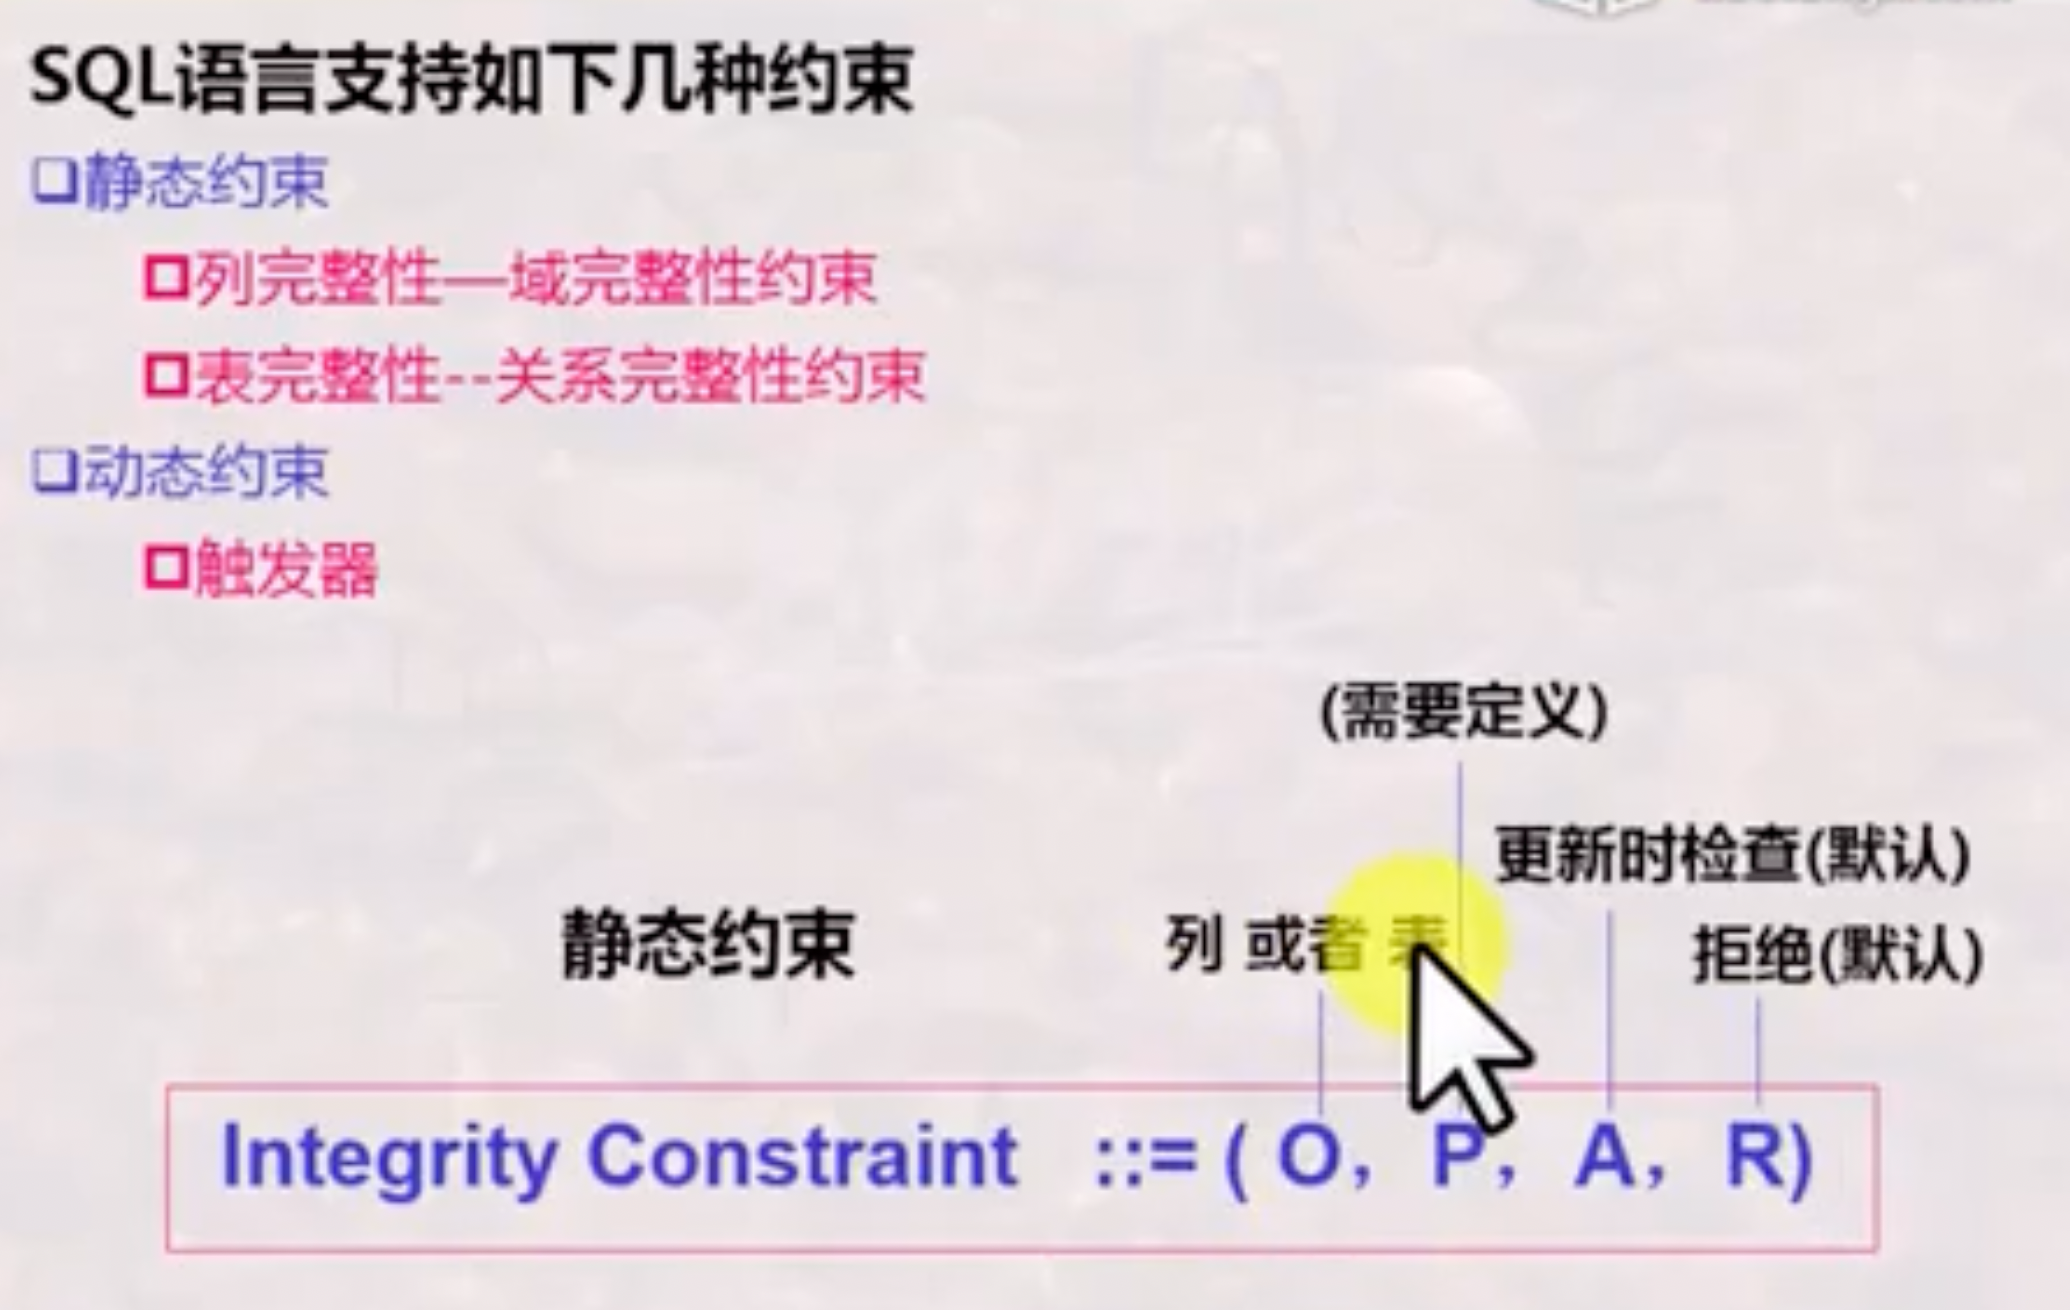 SQL语言支持如下几种约束
❑静态约束
列完整性—域完整性约束
表完整性--关系完整性约束
❑动态约束
触发器
(需要定义)
更新时检查(默认)
静态约束
列 或者 表
拒绝(默认)
Integrity Constraint ::= ( O, P, A, R)